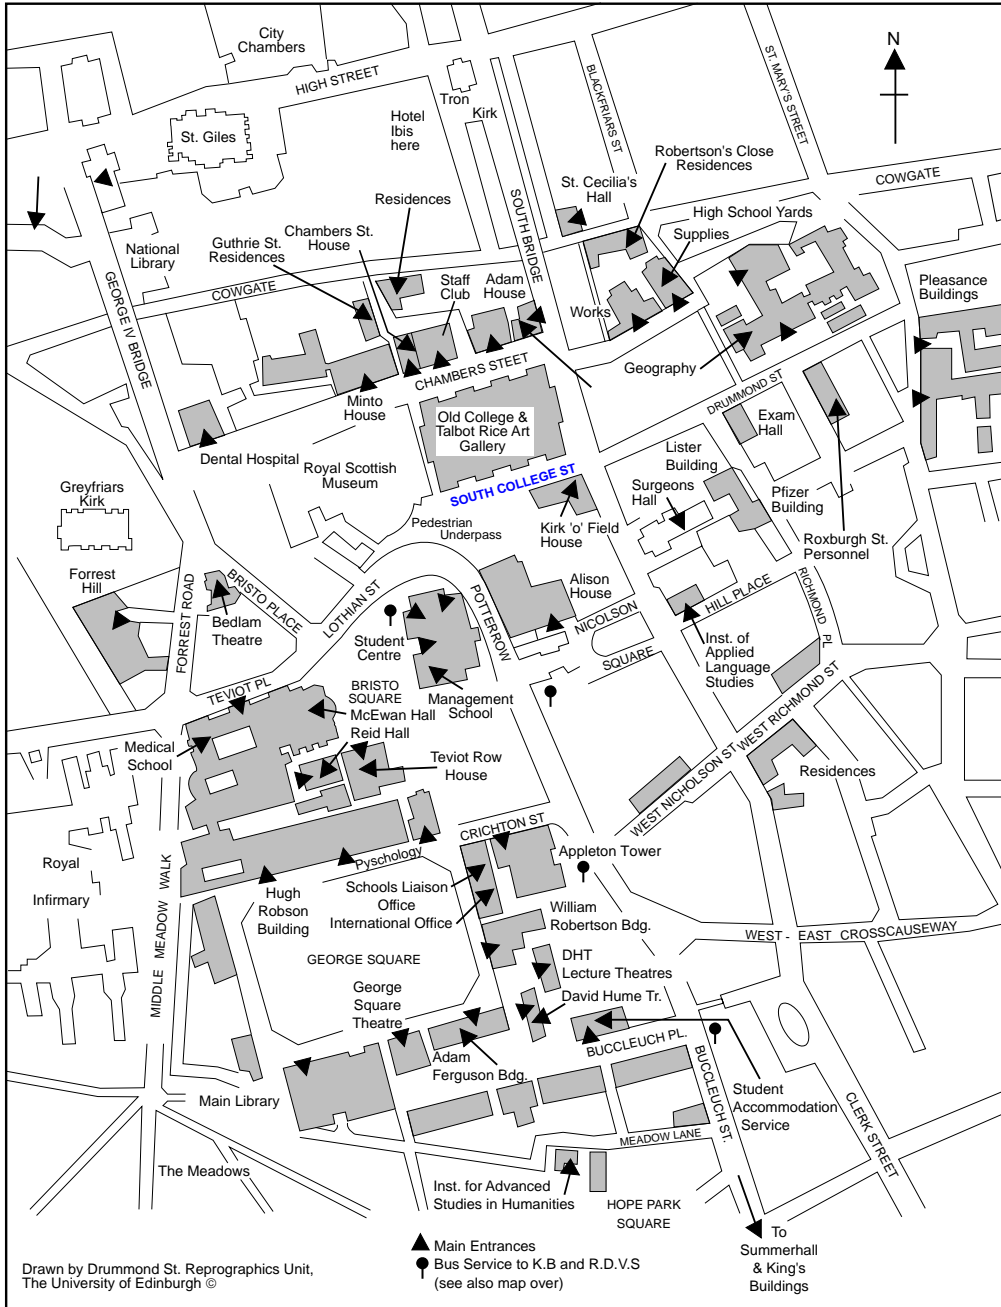 City
Chambers
HIGH STREET
N
ST. MARY'S STREET
BLACKFRIARS ST
Tron
Kirk
Hotel
Ibis
here
St. Giles
Robertson's Close
Residences
COWGATE
St. Cecilia's
Hall
SOUTH BRIDGE
High School Yards
Residences
Supplies
Chambers St.
House
National
Library
Guthrie St.
Residences
Staff
Club
Adam
House
Pleasance
Buildings
COWGATE
GEORGE IV BRIDGE
Works
Geography
CHAMBERS STEET
DRUMMOND ST
Minto
House
Old College &
Talbot Rice Art
Gallery
Exam
Hall
Dental Hospital
Lister
Building
Royal Scottish
Museum
SOUTH COLLEGE ST
Surgeons
Hall
Pfizer
Building
Greyfriars
Kirk
Pedestrian
Underpass
Kirk 'o' Field
House
Roxburgh St.
Personnel
Forrest
Hill
BRISTO PLACE
LOTHIAN ST
POTTERROW
Alison
House
NICOLSON
SQUARE
HILL PLACE
RICHMOND PL
FORREST ROAD
Bedlam
Theatre
Student
Centre
Inst. of
Applied
Language
Studies
TEVIOT PL
BRISTO
SQUARE
Management
School
WEST RICHMOND ST
McEwan Hall
Reid Hall
Medical
School
Teviot Row
House
WEST NICHOLSON ST
Residences
CRICHTON ST
Appleton Tower
Royal
Infirmary
MIDDLE MEADOW WALK
Pyschology
Hugh
Robson
Building
Schools Liaison
Office
International Office
William
Robertson Bdg.
WEST - EAST CROSSCAUSEWAY
GEORGE SQUARE
DHT
Lecture Theatres
George
Square
Theatre
David Hume Tr.
BUCCLEUCH PL.
Adam
Ferguson Bdg.
BUCCLEUCH ST.
Student
Accommodation
Service
CLERK STREET
Main Library
MEADOW LANE
The Meadows
Inst. for Advanced
Studies in Humanities
HOPE PARK
SQUARE
To
Summerhall
& King's
Buildings
Main Entrances
Bus Service to K.B and R.D.V.S
(see also map over)
Drawn by Drummond St. Reprographics Unit,
The University of Edinburgh ©